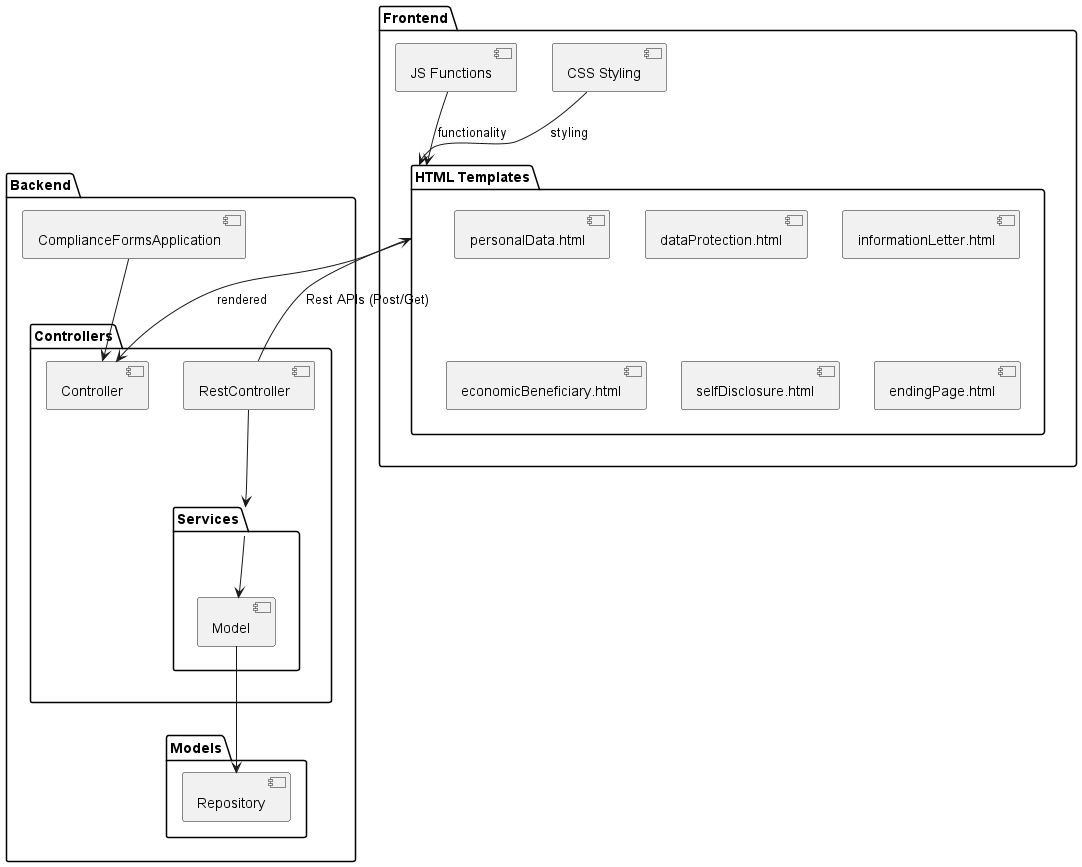 Frontend
JS Functions
CSS Styling
functionality
styling
HTML Templates
personalData.html
dataProtection.html
informationLetter.html
economicBeneficiary.html
selfDisclosure.html
endingPage.html
Backend
ComplianceFormsApplication
rendered
Rest APIs (Post/Get)
Controllers
Controller
RestController
Services
Model
Models
Repository